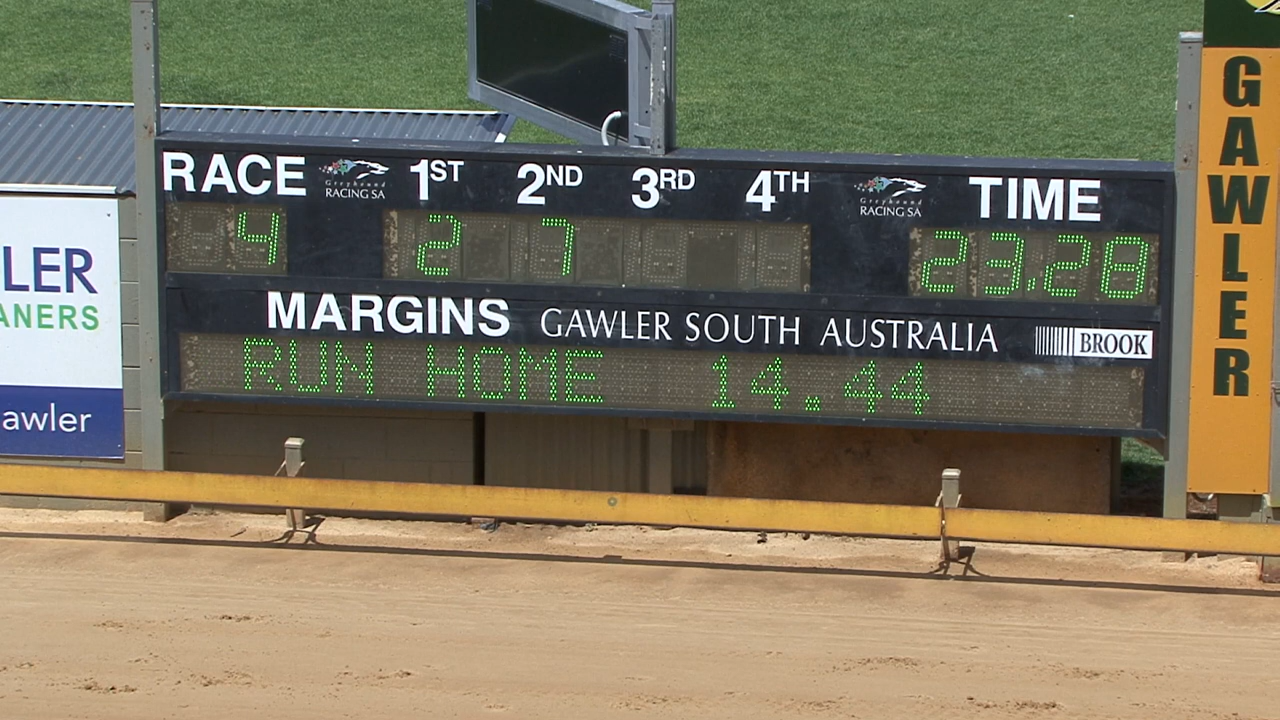 RACE 1ST 2ND 3RD 4TH TIME
Greyhound
RACING SA
Greyhound
RACING SA
4 2 7 23.28
MARGINS GAWLER SOUTH AUSTRALIA BROOK
RUN HOME 14.44
GAWLER
LER
ANERS
awler